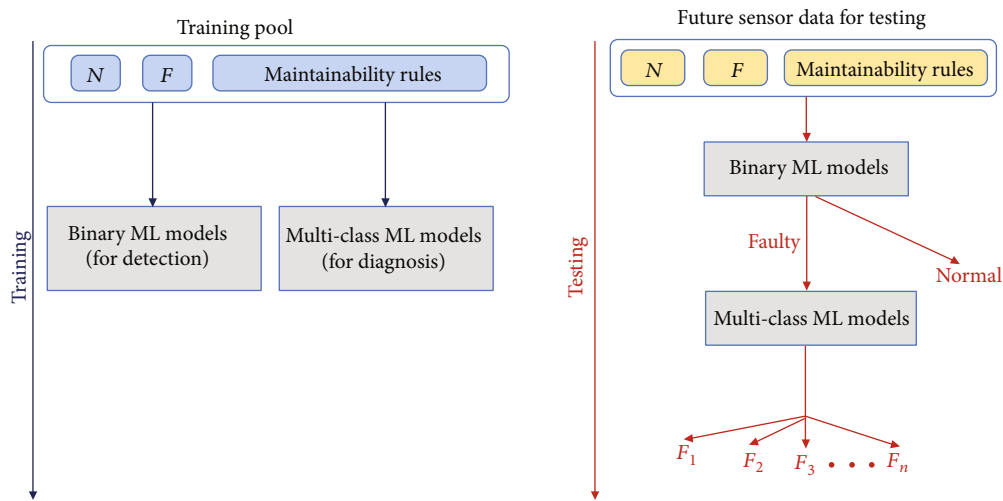 Training pool
N
F
Maintainability rules
Training
Binary ML models
(for detection)
Multi-class ML models
(for diagnosis)
Future sensor data for testing
N
F
Maintainability rules
Testing
Binary ML models
Faulty
Normal
Multi-class ML models
F1
F2
F3
• • • •
Fn